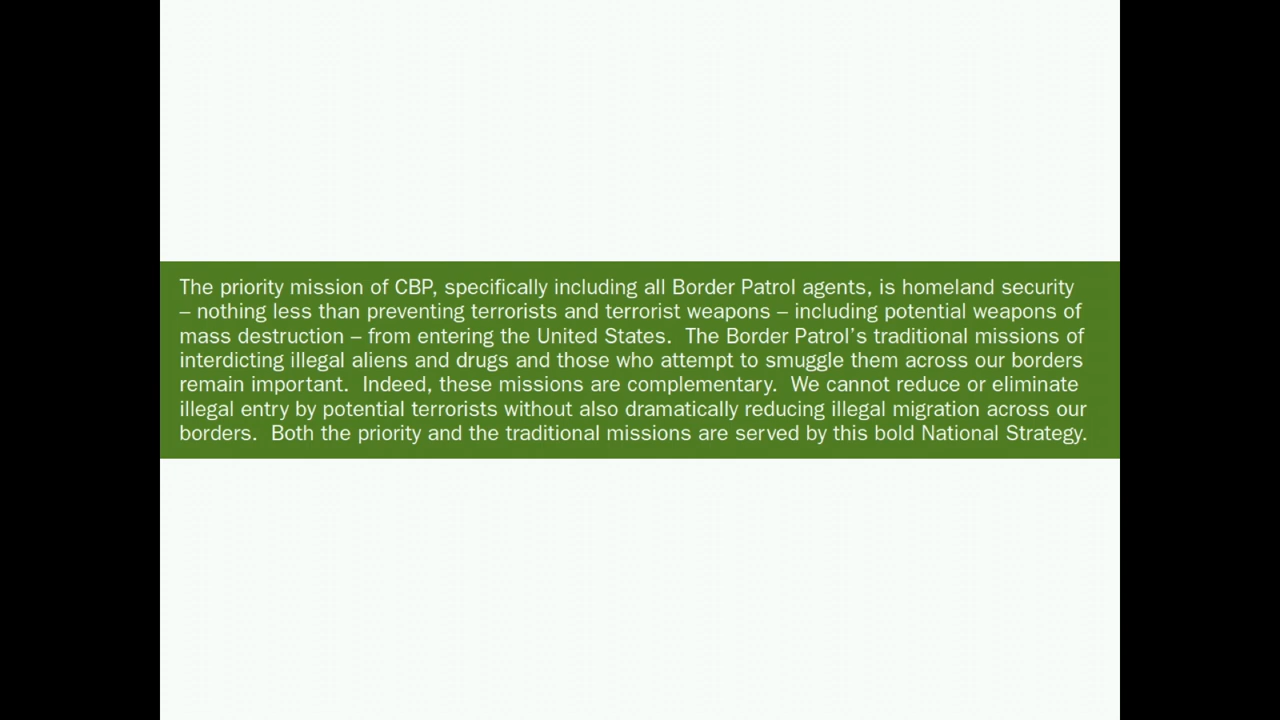 The priority mission of CBP, specifically including all Border Patrol agents, is homeland security
– nothing less than preventing terrorists and terrorist weapons – including potential weapons of
mass destruction – from entering the United States.  The Border Patrol's traditional missions of
interdicting illegal aliens and drugs and those who attempt to smuggle them across our borders
remain important.  Indeed, these missions are complementary.  We cannot reduce or eliminate
illegal entry by potential terrorists without also dramatically reducing illegal migration across our
borders.  Both the priority and the traditional missions are served by this bold National Strategy.